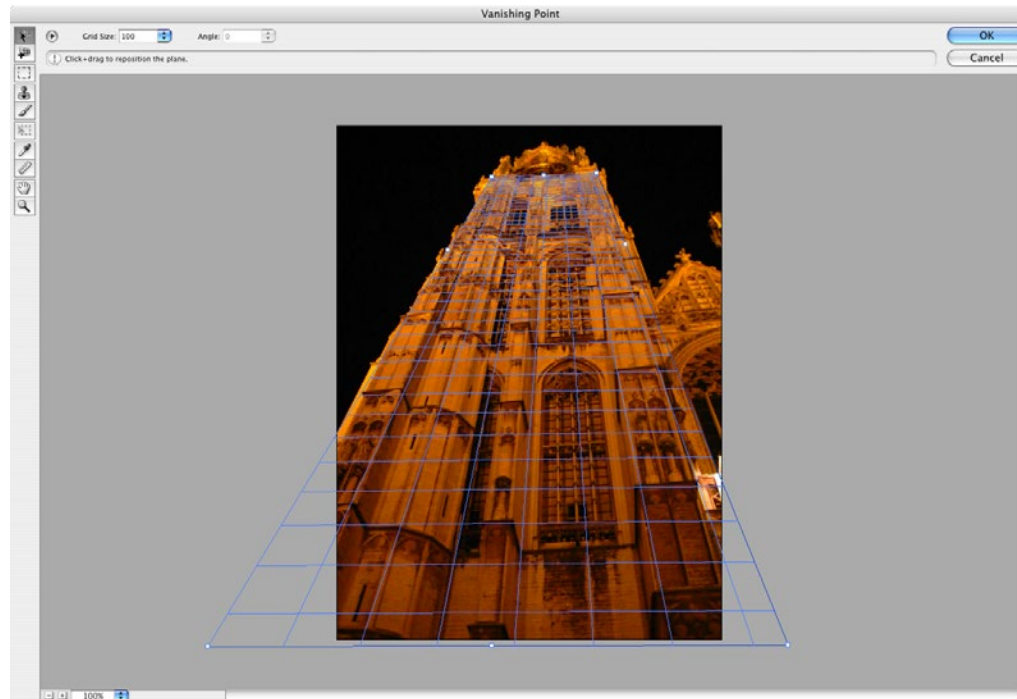 Vanishing Point
Grid Size: 100 Angle: 0 OK
Click+drag to reposition the plane. Cancel
100%